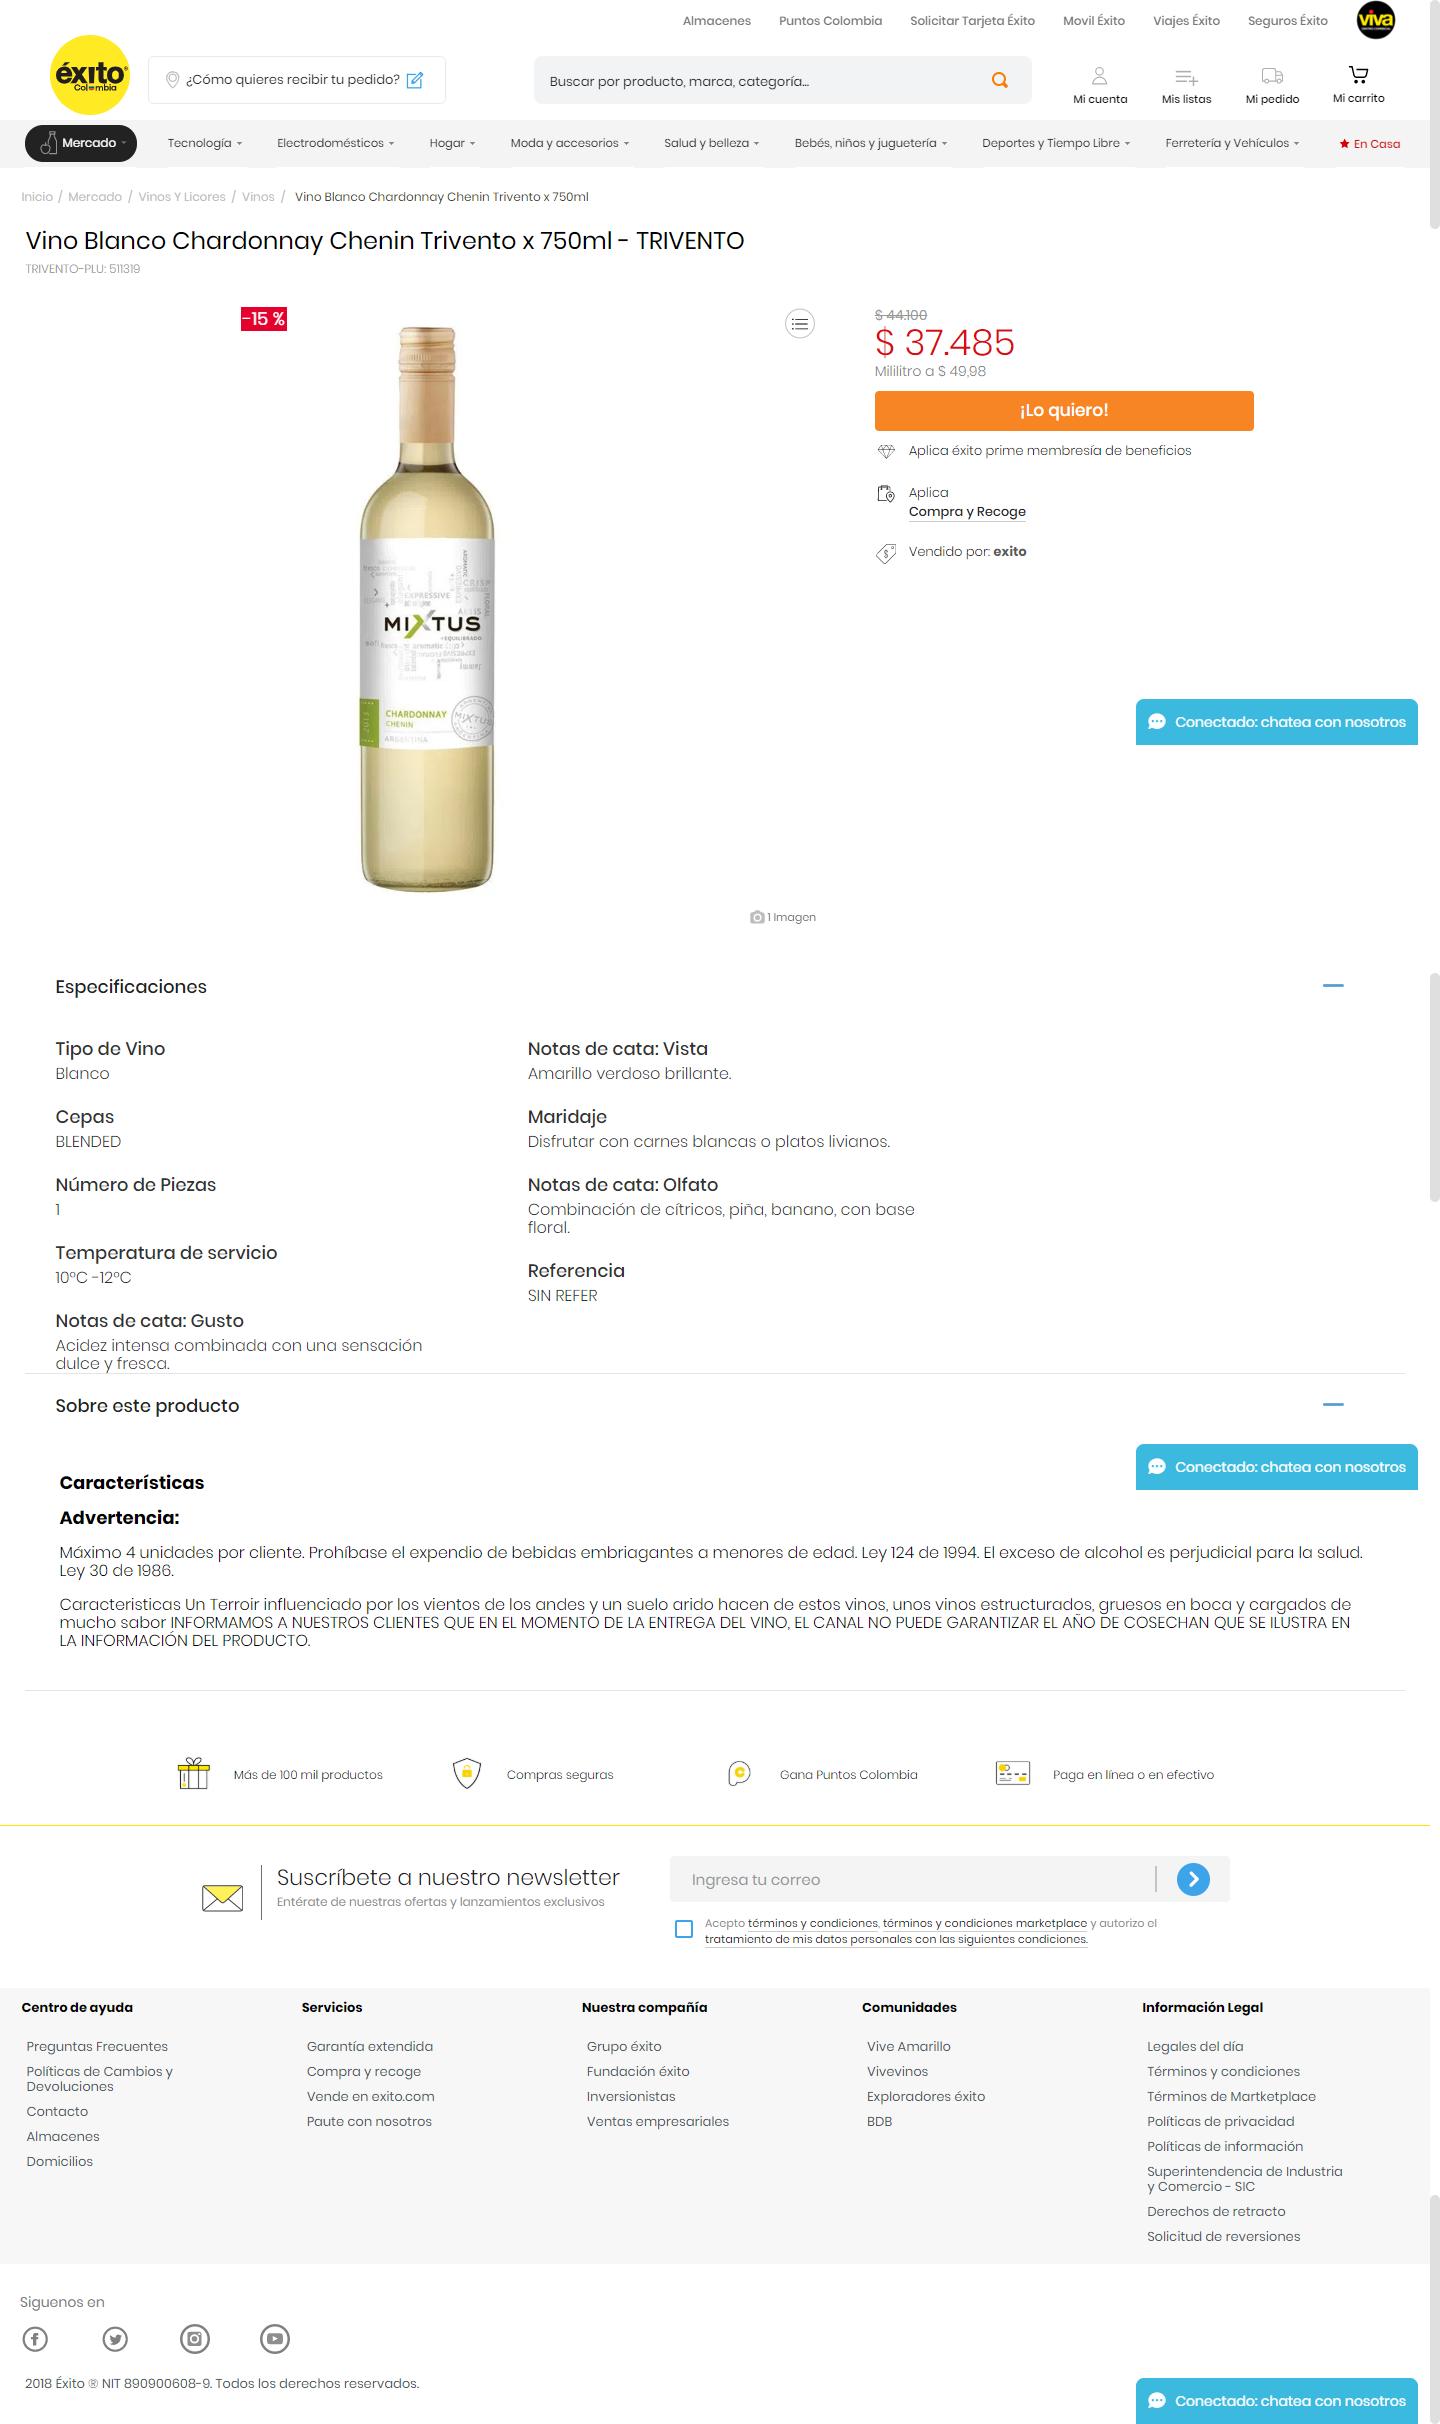 Almacenes Puntos Colombia Solicitar Tarjeta Éxito Movil Éxito Viajes Éxito Seguros Éxito viva
éxito
Colombia
¿Cómo quieres recibir tu pedido?
Buscar por producto, marca, categoría...
Mi cuenta Mis listas Mi pedido Mi carrito
Mercado Tecnología Electrodomésticos Hogar Moda y accesorios Salud y belleza Bebés, niños y juguetería Deportes y Tiempo Libre Ferretería y Vehículos En Casa
Inicio / Mercado / Vinos Y Licores / Vinos / Vino Blanco Chardonnay Chenin Trivento x 750ml
Vino Blanco Chardonnay Chenin Trivento x 750ml - TRIVENTO
TRIVENTO-PLU: 511319
-15 %
EXPRESSIVE
CRISP
MIXTUS
+EQUILIBRADO
aromatic
2013
CHARDONNAY
CHENIN
ARGENTINA
MIXTUS
1 Imagen
$ 44.100
$ 37.485
Mililitro a $ 49,98
¡Lo quiero!
Aplica éxito prime membresía de beneficios
Aplica
Compra y Recoge
Vendido por: exito
Conectado: chatea con nosotros
Especificaciones
Tipo de Vino
Blanco
Cepas
BLENDED
Número de Piezas
1
Temperatura de servicio
10°C -12°C
Notas de cata: Gusto
Acidez intensa combinada con una sensación
dulce y fresca.
Notas de cata: Vista
Amarillo verdoso brillante.
Maridaje
Disfrutar con carnes blancas o platos livianos.
Notas de cata: Olfato
Combinación de cítricos, piña, banano, con base
floral.
Referencia
SIN REFER
Sobre este producto
Conectado: chatea con nosotros
Características
Advertencia:
Máximo 4 unidades por cliente. Prohíbase el expendio de bebidas embriagantes a menores de edad. Ley 124 de 1994. El exceso de alcohol es perjudicial para la salud.
Ley 30 de 1986.
Caracteristicas Un Terroir influenciado por los vientos de los andes y un suelo arido hacen de estos vinos, unos vinos estructurados, gruesos en boca y cargados de
mucho sabor INFORMAMOS A NUESTROS CLIENTES QUE EN EL MOMENTO DE LA ENTREGA DEL VINO, EL CANAL NO PUEDE GARANTIZAR EL AÑO DE COSECHAN QUE SE ILUSTRA EN
LA INFORMACIÓN DEL PRODUCTO.
Más de 100 mil productos
Compras seguras
Gana Puntos Colombia
Paga en línea o en efectivo
Suscríbete a nuestro newsletter
Entérate de nuestras ofertas y lanzamientos exclusivos
Ingresa tu correo
Acepto términos y condiciones, términos y condiciones marketplace y autorizo el
tratamiento de mis datos personales con las siguientes condiciones.
Centro de ayuda
Preguntas Frecuentes
Políticas de Cambios y
Devoluciones
Contacto
Almacenes
Domicilios
Servicios
Garantía extendida
Compra y recoge
Vende en exito.com
Paute con nosotros
Nuestra compañía
Grupo éxito
Fundación éxito
Inversionistas
Ventas empresariales
Comunidades
Vive Amarillo
Vivevinos
Exploradores éxito
BDB
Información Legal
Legales del día
Términos y condiciones
Términos de Martketplace
Políticas de privacidad
Políticas de información
Superintendencia de Industria
y Comercio - SIC
Derechos de retracto
Solicitud de reversiones
Siguenos en
2018 Éxito ® NIT 890900608-9. Todos los derechos reservados.
Conectado: chatea con nosotros